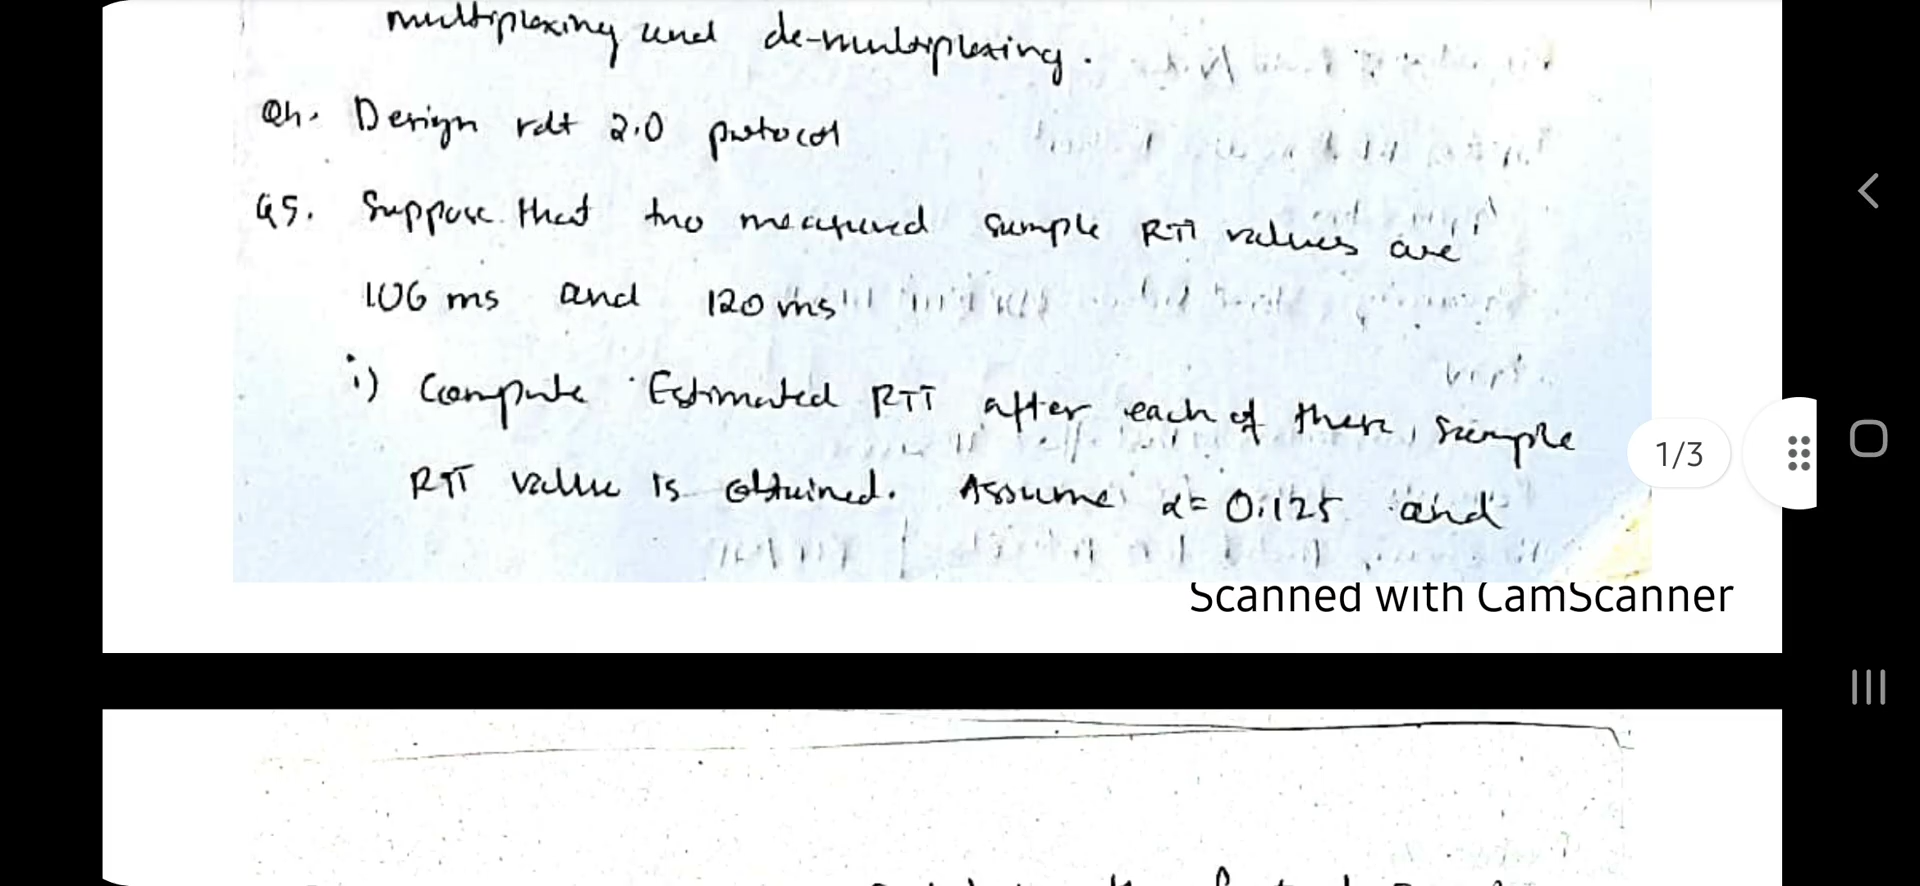 multiplexing and de-multiplexing.
Q4. Design rdt 2.0 protocol
Q5. Suppose that two measured sample RTT values are
106 ms and 120 ms
i) Compute Estimated RTT after each of these sample
RTT value is obtained. Assume α= 0.125 and
1/3
Scanned with CamScanner